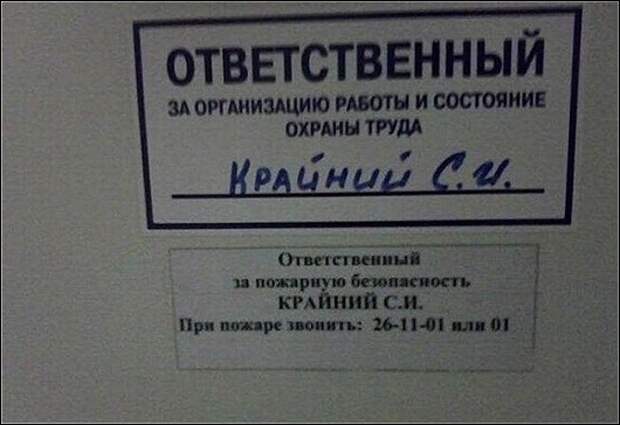 ОТВЕТСТВЕННЫЙ
ЗА ОРГАНИЗАЦИЮ РАБОТЫ И СОСТОЯНИЕ
ОХРАНЫ ТРУДА
КРАЙНИЙ С.И.
Ответственный
за пожарную безопасность
КРАЙНИЙ С.И.
При пожаре звонить: 26-11-01 или 01